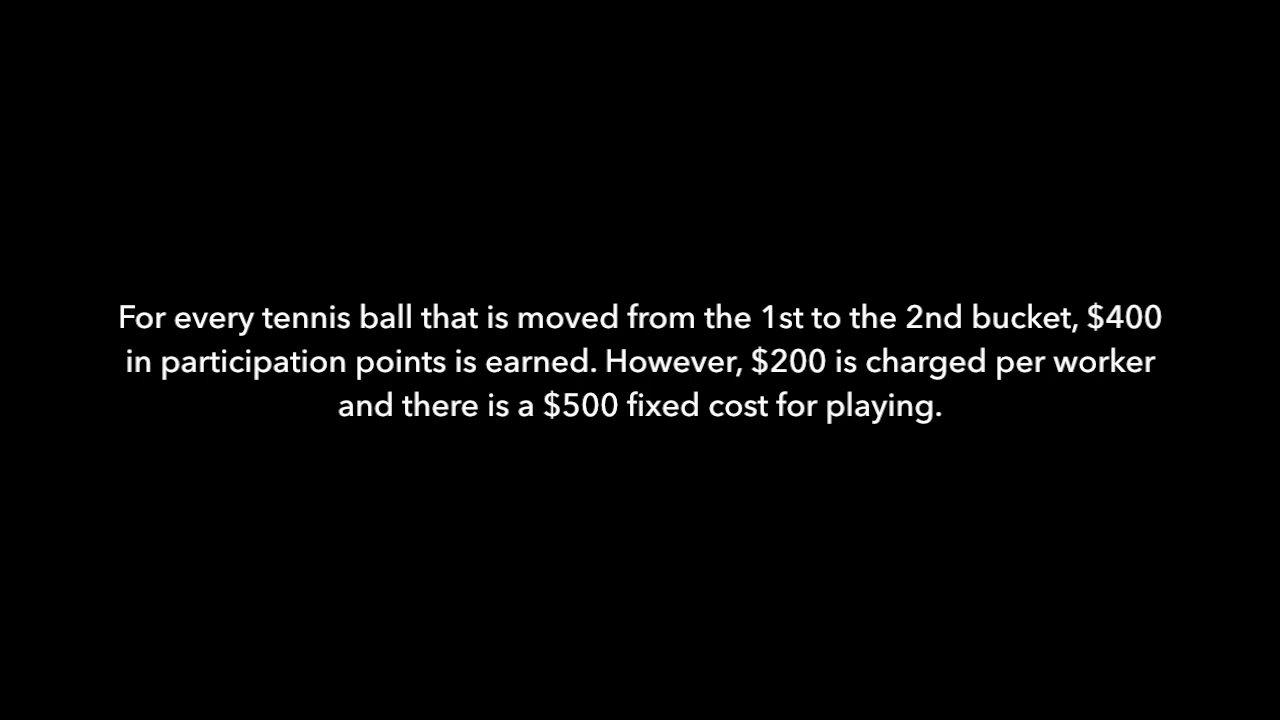 For every tennis ball that is moved from the 1st to the 2nd bucket, $400
in participation points is earned. However, $200 is charged per worker
and there is a $500 fixed cost for playing.